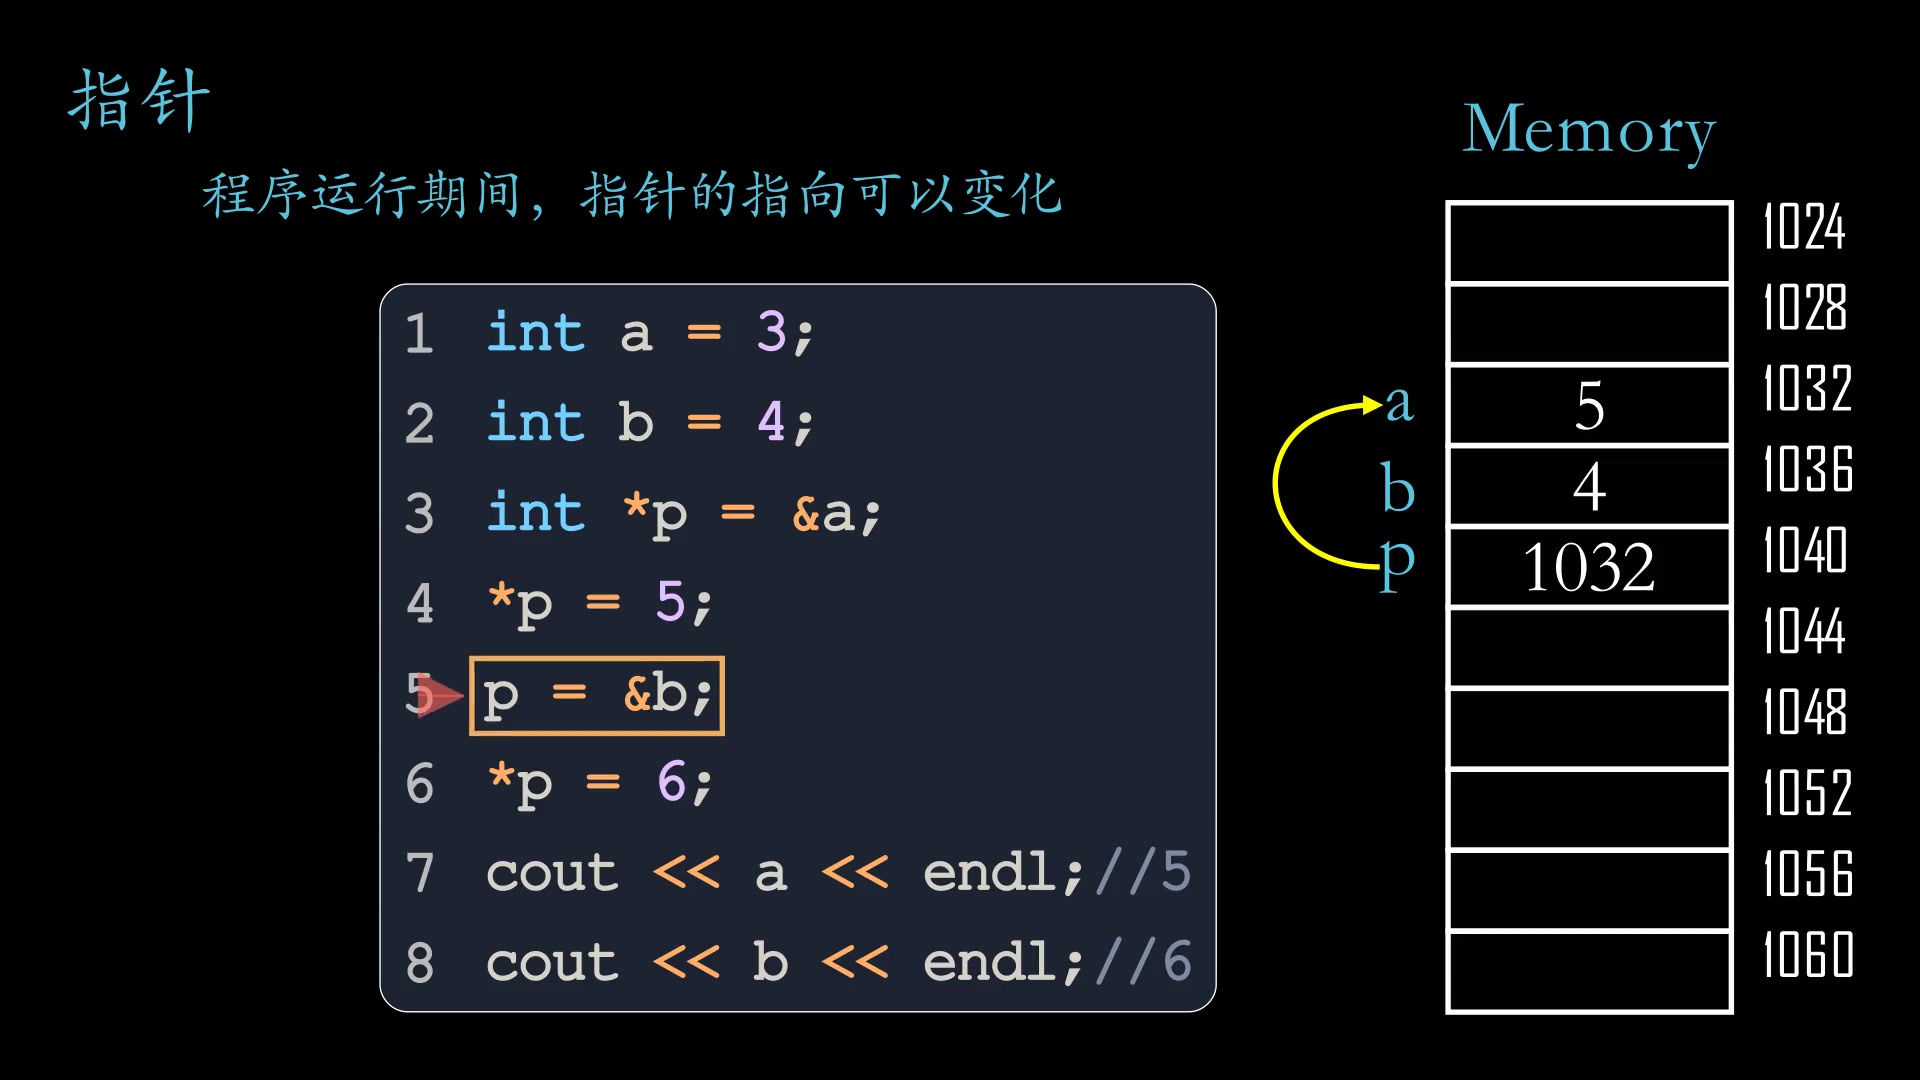 指针
程序运行期间，指针的指向可以变化
1 int a = 3;
2 int b = 4;
3 int *p = &a;
4 *p = 5;
5 p = &b;
6 *p = 6;
7 cout << a << endl;//5
8 cout << b << endl;//6
Memory
1024
1028
a 5 1032
b 4 1036
p 1032 1040
1044
1048
1052
1056
1060